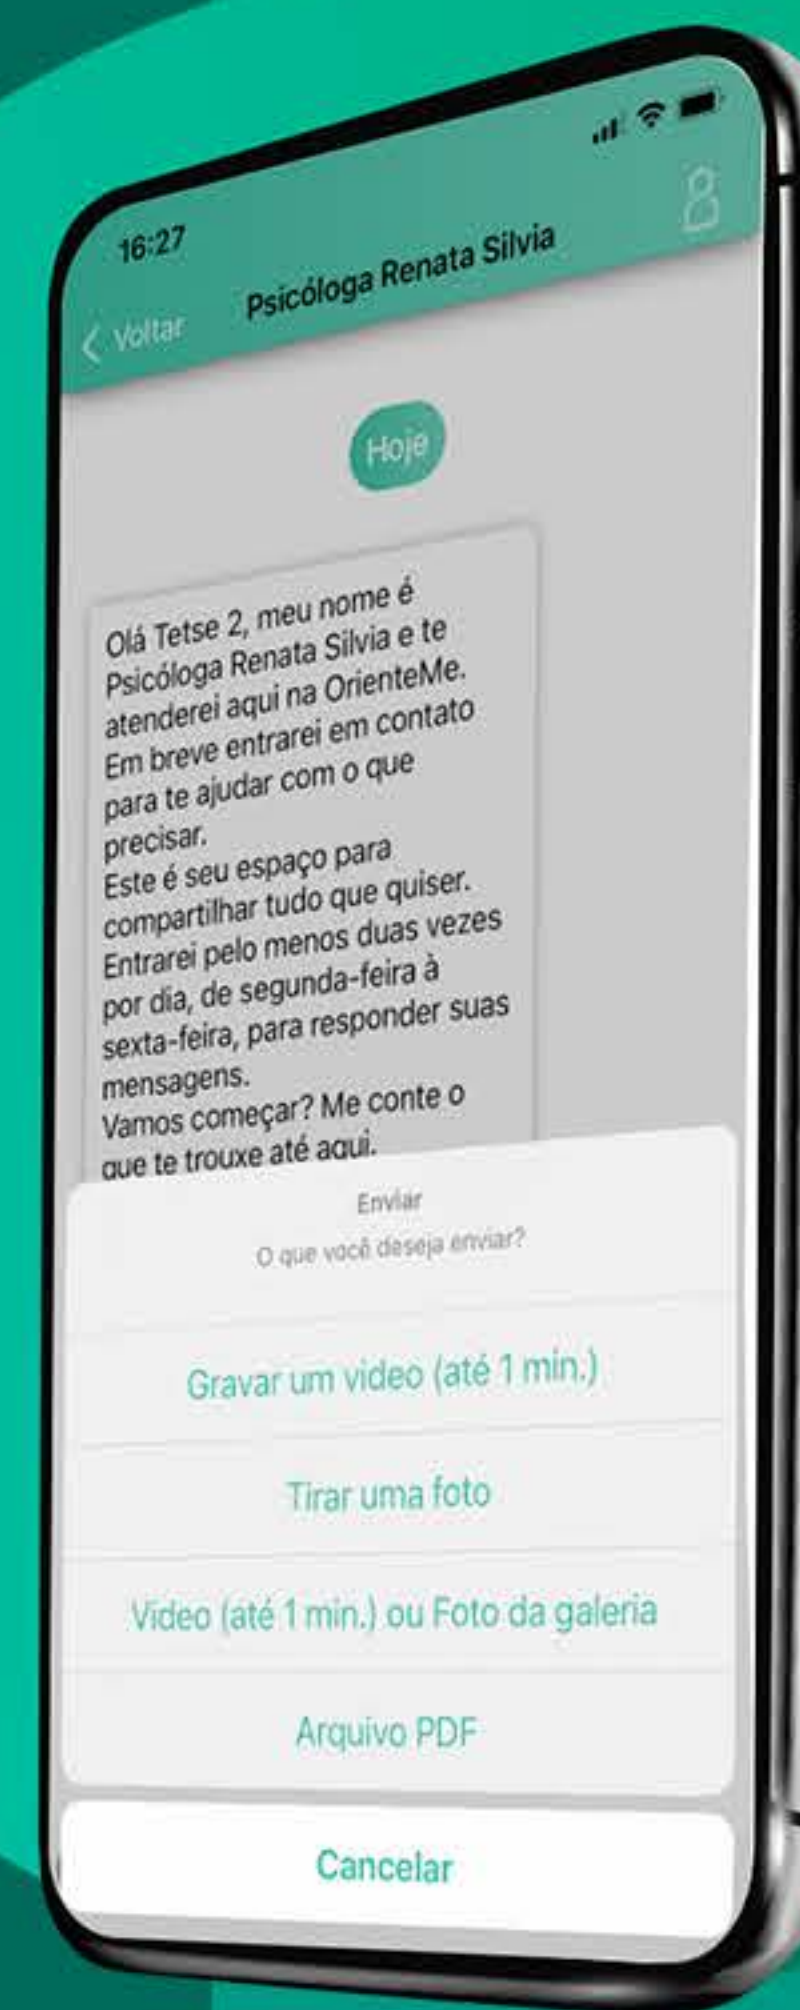 16:27
Voltar
Psicóloga Renata Silvia
Hoje
Olá Tetse 2, meu nome é
Psicóloga Renata Silvia e te
atenderei aqui na OrienteMe.
Em breve entrarei em contato
para te ajudar com o que
precisar.
Este é seu espaço para
compartilhar tudo que quiser.
Entrarei pelo menos duas vezes
por dia, de segunda-feira à
sexta-feira, para responder suas
mensagens.
Vamos começar? Me conte o
que te trouxe até aqui.
Enviar
O que você deseja enviar?
Gravar um video (até 1 min.)
Tirar uma foto
Video (até 1 min.) ou Foto da galeria
Arquivo PDF
Cancelar